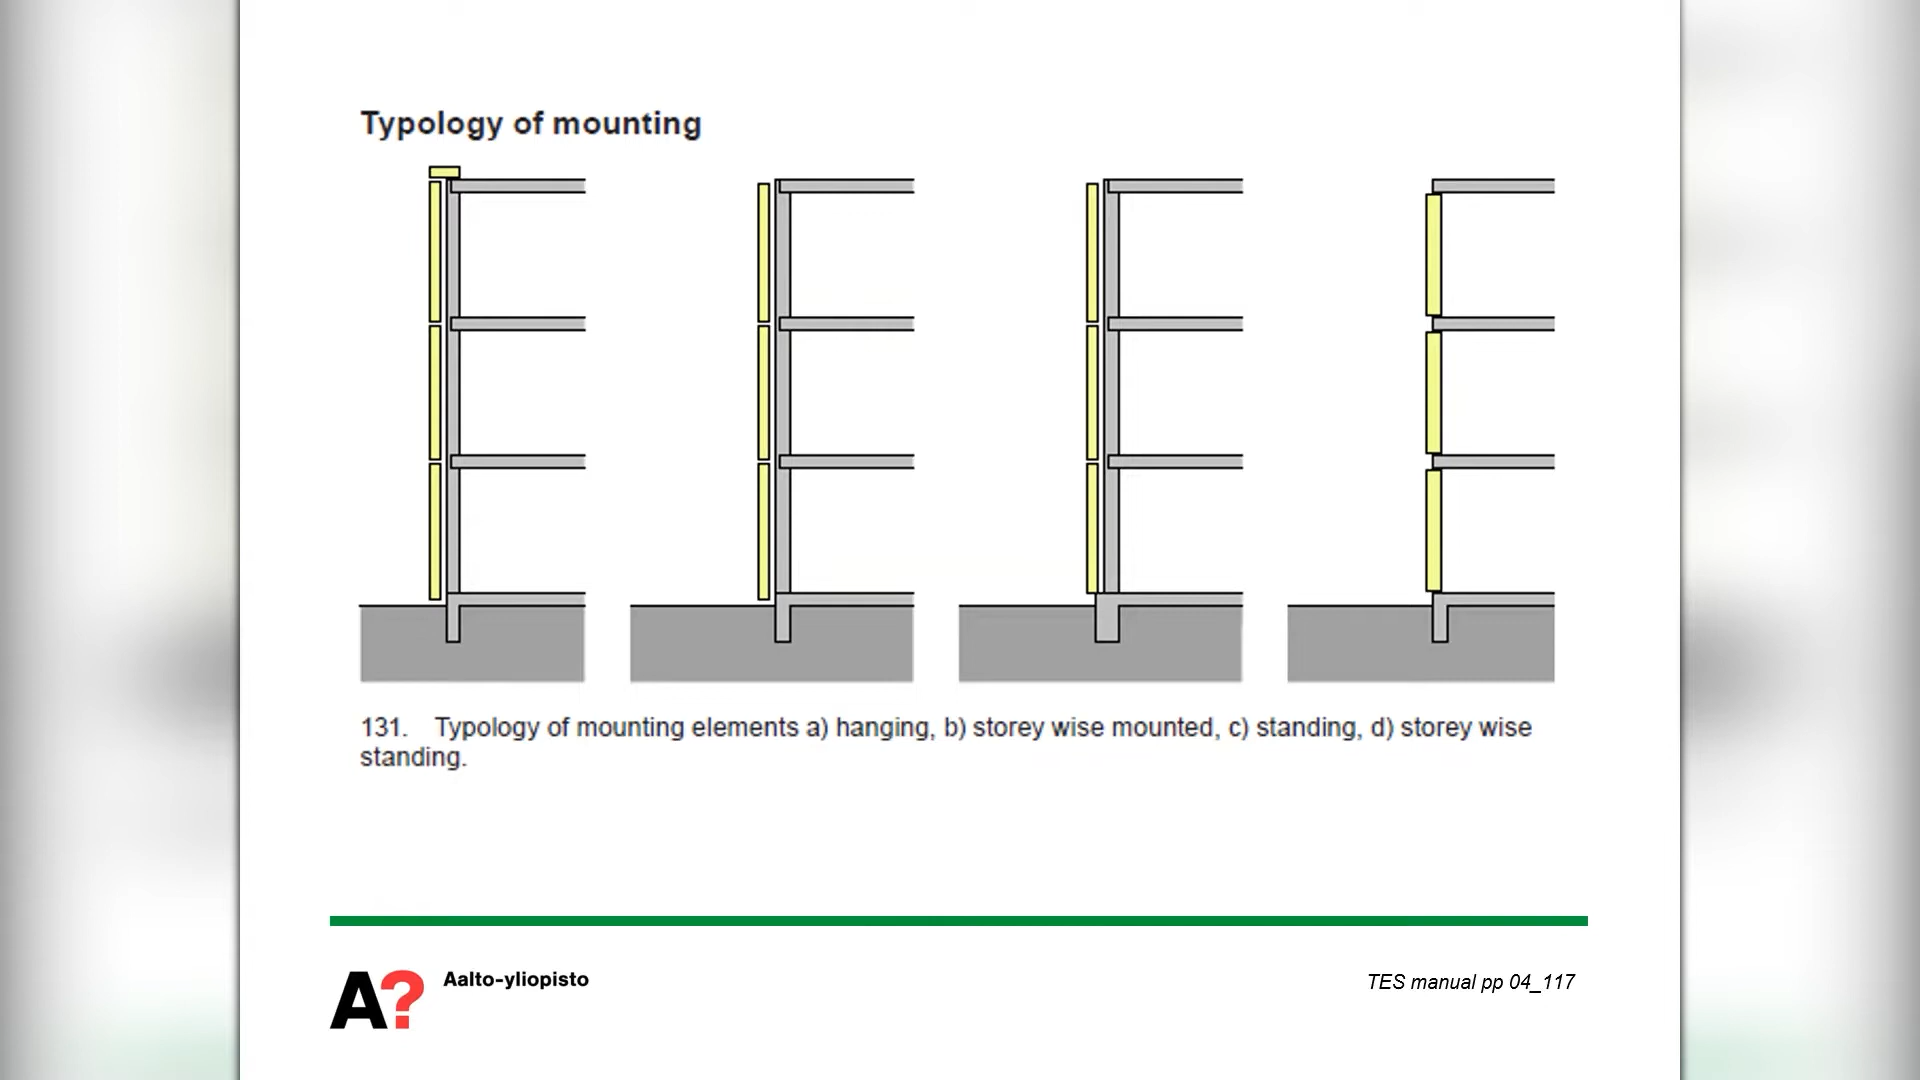 Typology of mounting
131. Typology of mounting elements a) hanging, b) storey wise mounted, c) standing, d) storey wise
standing.
A?
Aalto-yliopisto
TES manual pp 04_117